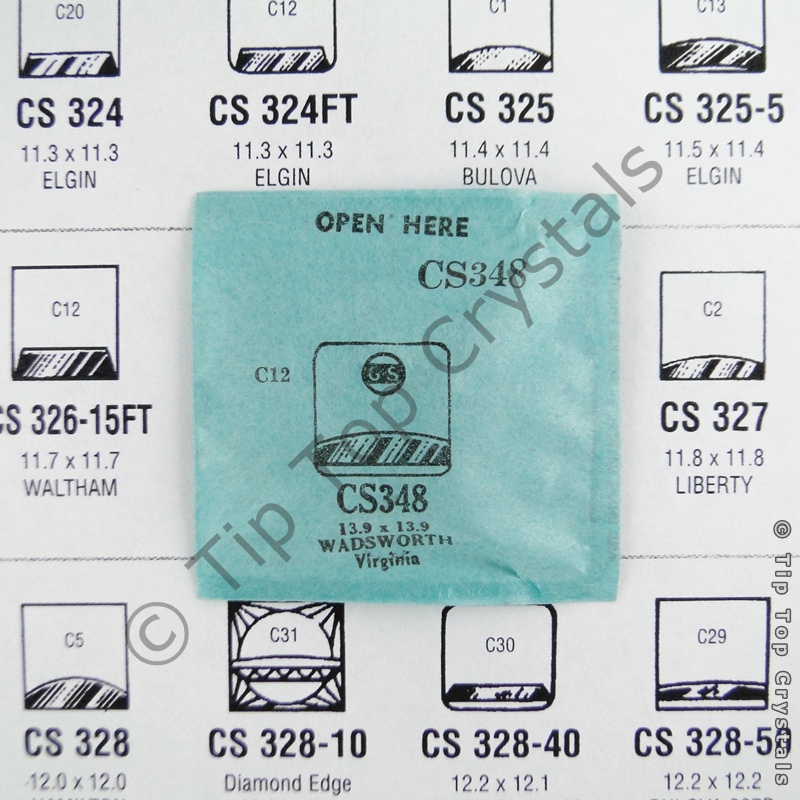 C20
C12
C1
C13
CS 324
CS 324FT
CS 325
CS 325-5
11.3 x 11.3
11.3 x 11.3
11.4 x 11.4
11.5 x 11.4
ELGIN
ELGIN
BULOVA
ELGIN
OPEN HERE
CS348
C12
GS
CS348
13.9 x 13.9
WADSWORTH
Virginia
C12
CS 326-15FT
11.7 x 11.7
WALTHAM
C2
CS 327
11.8 x 11.8
LIBERTY
C5
C31
C30
C29
CS 328
CS 328-10
CS 328-40
CS 328-50
12.0 x 12.0
Diamond Edge
12.2 x 12.1
12.2 x 12.2
HAMILTON
© Tip Top Crystals
© Tip Top Crystals